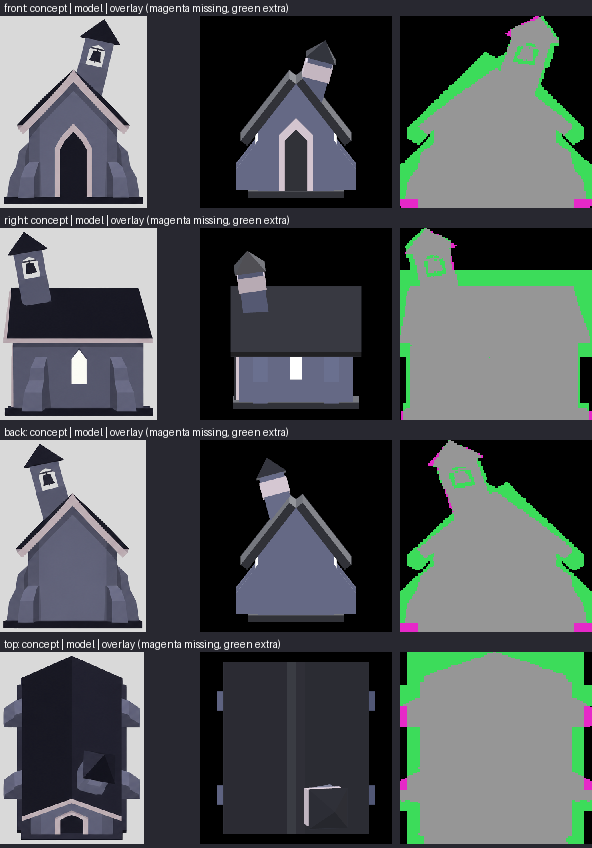 front: concept | model | overlay (magenta missing, green extra)
right: concept | model | overlay (magenta missing, green extra)
back: concept | model | overlay (magenta missing, green extra)
top: concept | model | overlay (magenta missing, green extra)